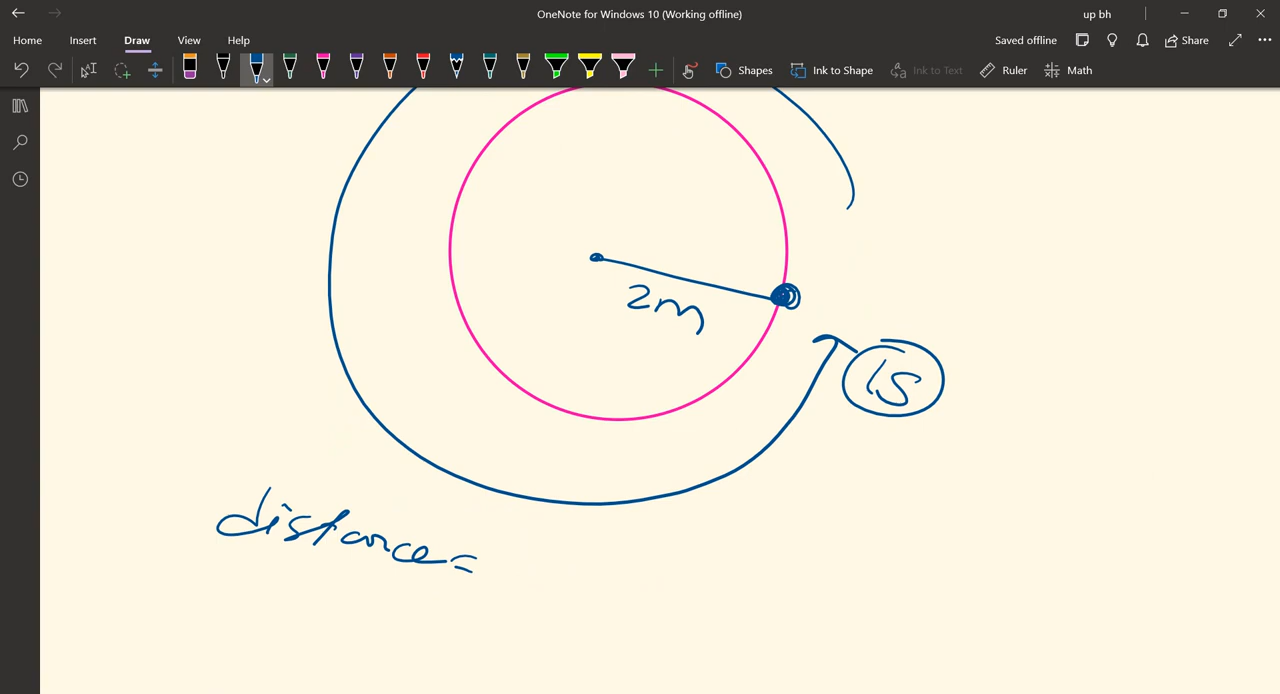 OneNote for Windows 10 (Working offline)
up bh
Home
Insert
Draw
View
Help
Saved offline
Share
Shapes
Ink to Shape
Ink to Text
Ruler
Math
2m
1S
distance=